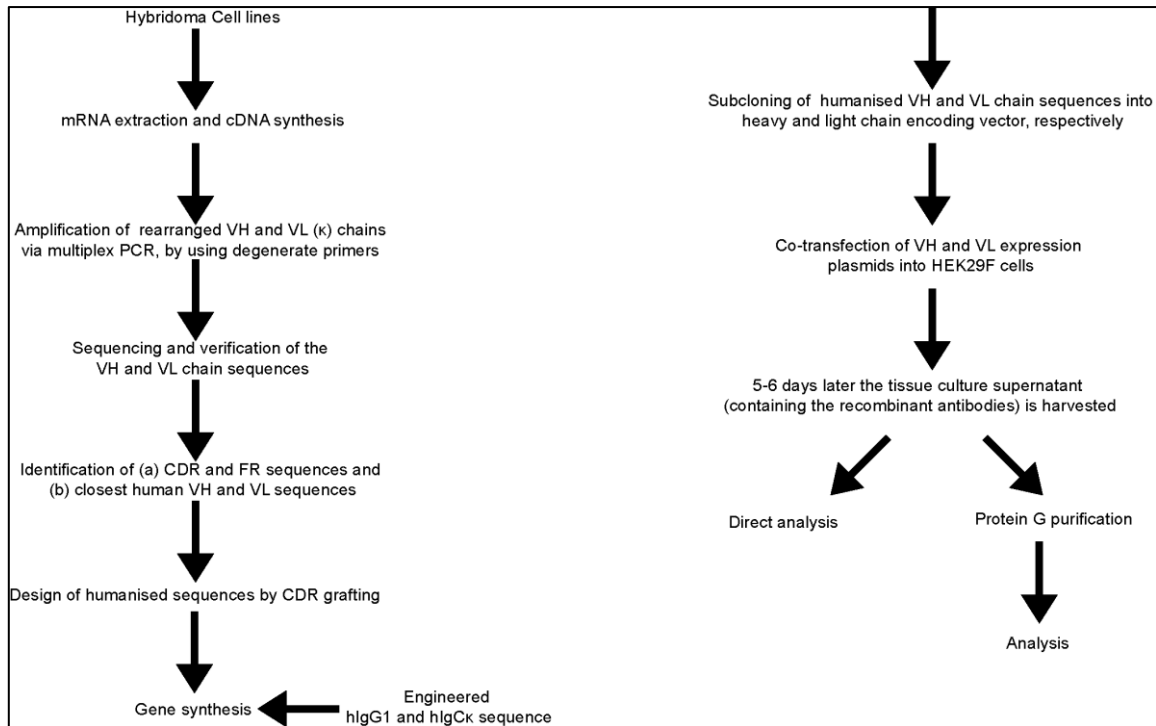 Hybridoma Cell lines
mRNA extraction and cDNA synthesis
Amplification of rearranged VH and VL (κ) chains
via multiplex PCR, by using degenerate primers
Sequencing and verification of the
VH and VL chain sequences
Identification of (a) CDR and FR sequences and
(b) closest human VH and VL sequences
Design of humanised sequences by CDR grafting
Gene synthesis
Engineered
hIgG1 and hIgCκ sequence
Subcloning of humanised VH and VL chain sequences into
heavy and light chain encoding vector, respectively
Co-transfection of VH and VL expression
plasmids into HEK29F cells
5-6 days later the tissue culture supernatant
(containing the recombinant antibodies) is harvested
Direct analysis
Protein G purification
Analysis